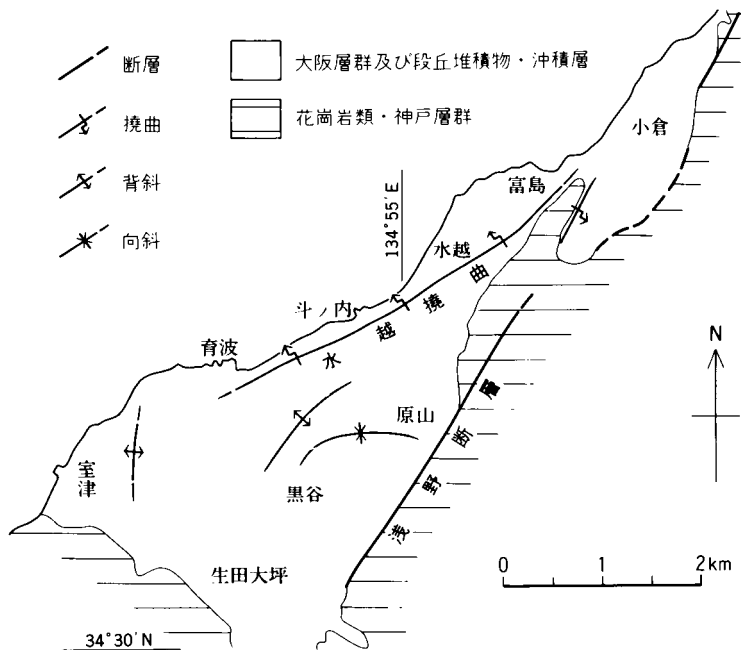 断層
大阪層群及び段丘堆積物・沖積層
撓曲
花崗岩類・神戸層群
背斜
向斜
134°55′E
小倉
富島
水越
斗ノ内
水越撓曲
育波
原山
室津
黒谷
浅野断層
生田大坪
N
0 1 2km
34°30′N